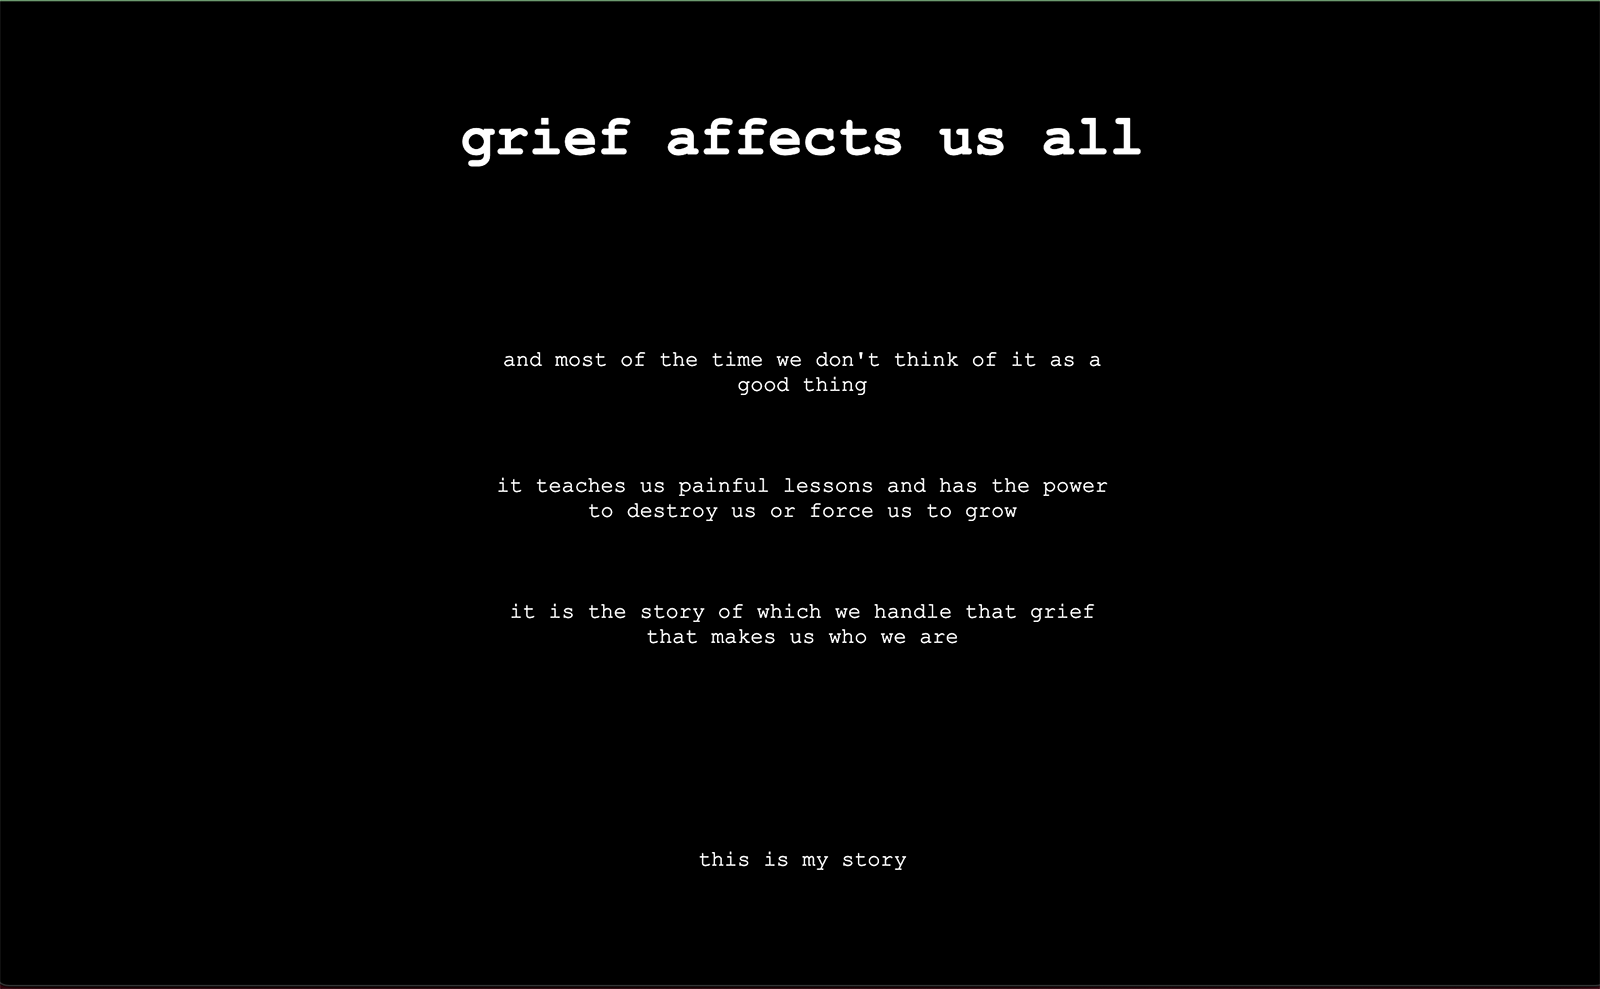 grief affects us all
and most of the time we don't think of it as a
good thing
it teaches us painful lessons and has the power
to destroy us or force us to grow
it is the story of which we handle that grief
that makes us who we are
this is my story